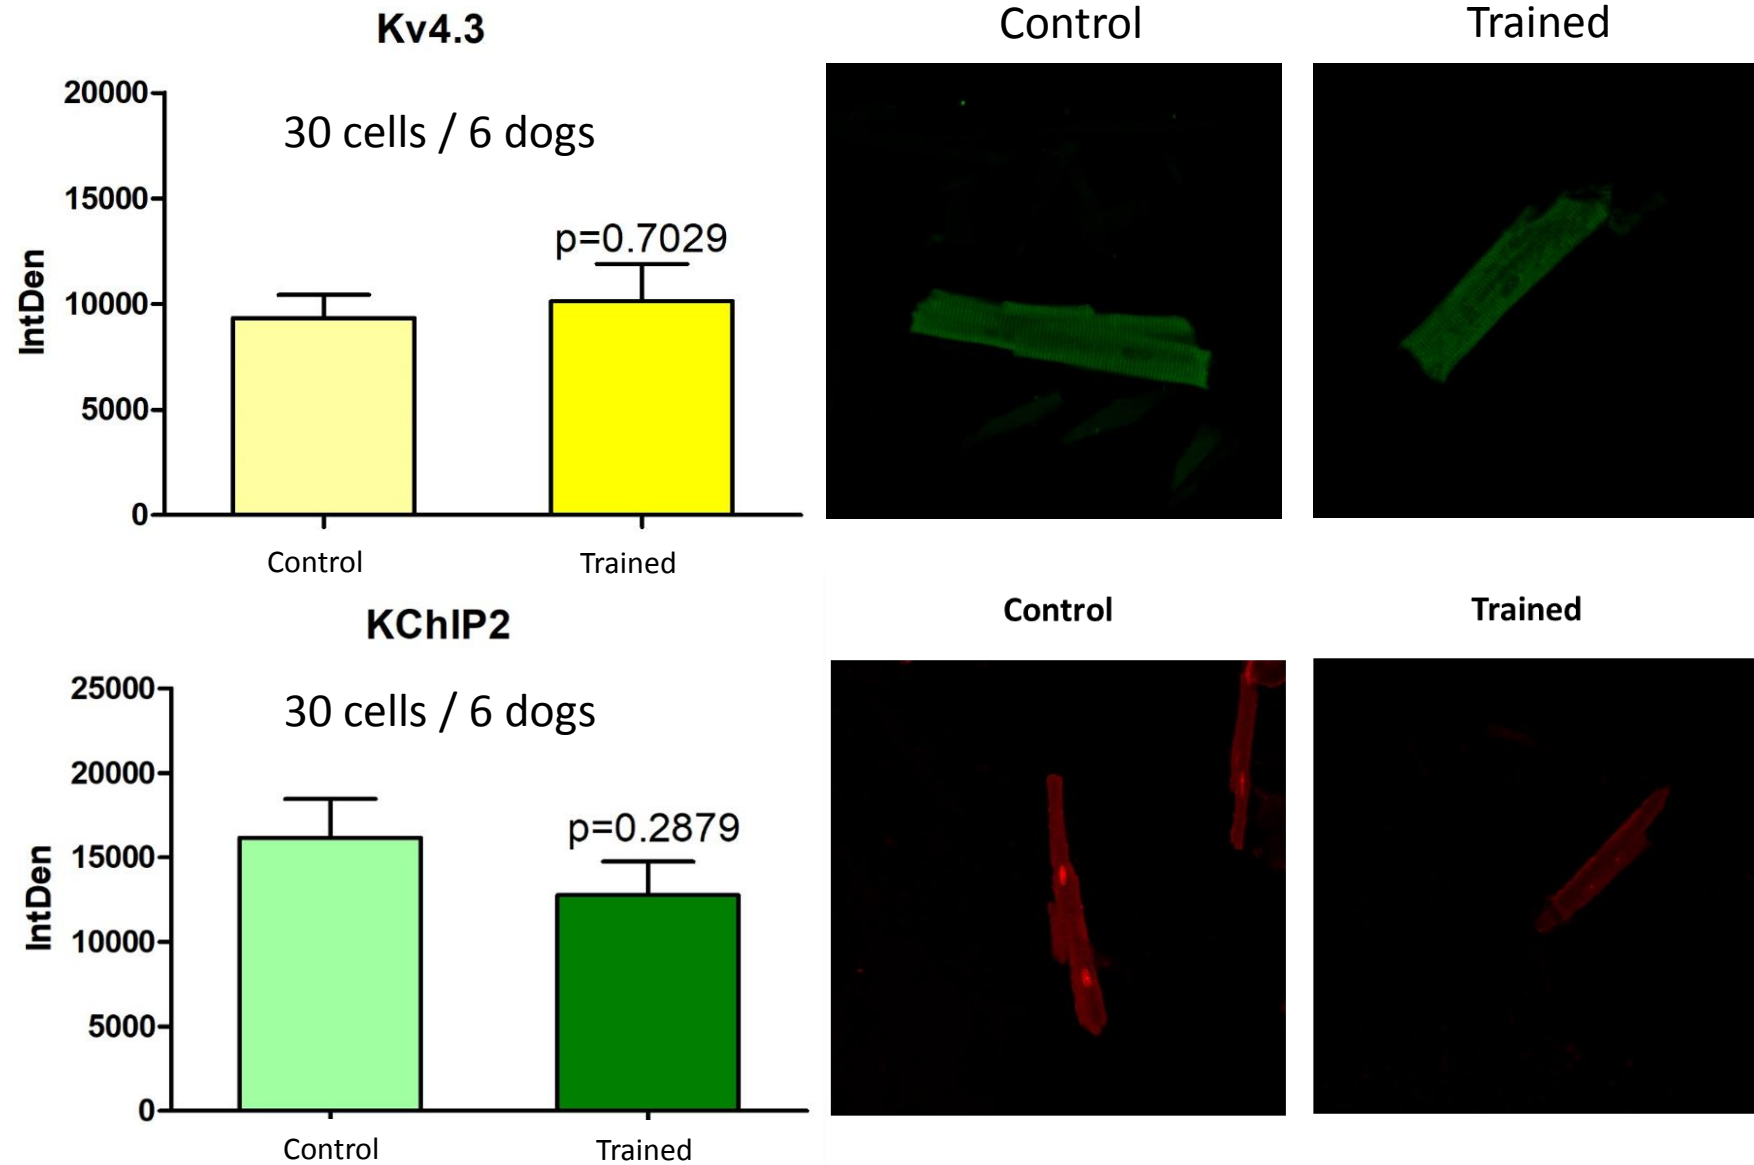 Kv4.3
20000
15000
10000
5000
0
IntDen
30 cells / 6 dogs
p=0.7029
Control
Trained
Control
Trained
KChIP2
25000
20000
15000
10000
5000
0
IntDen
30 cells / 6 dogs
p=0.2879
Control
Trained
Control
Trained